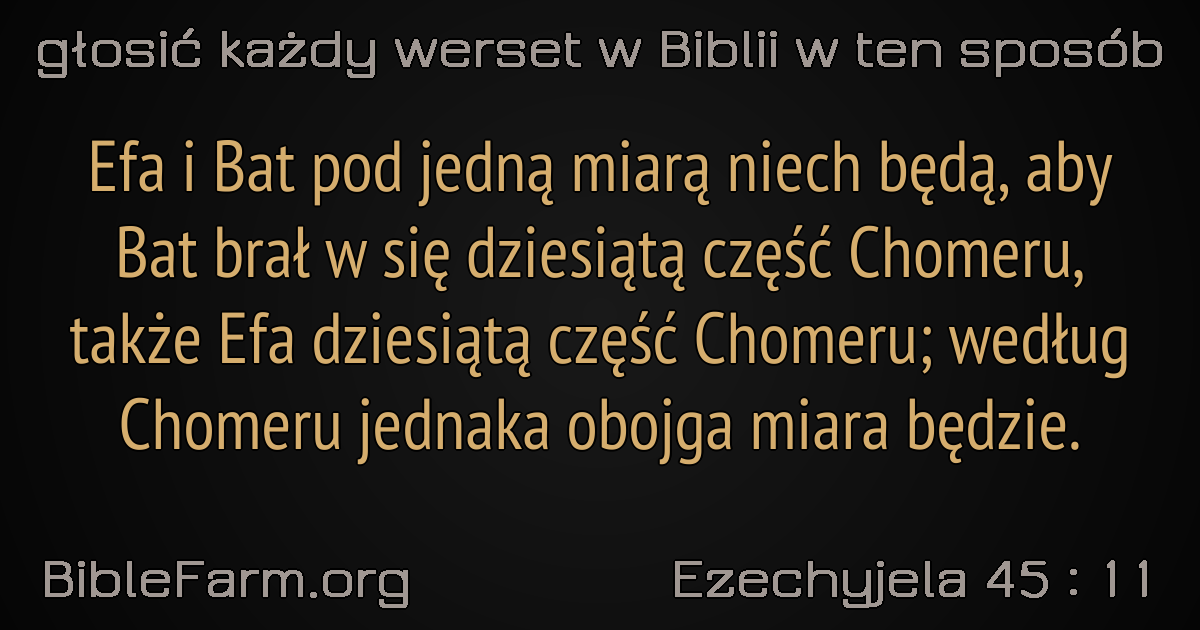 głosić każdy werset w Biblii w ten sposób
Efa i Bat pod jedną miarą niech będą, aby
Bat brał w się dziesiątą część Chomeru,
także Efa dziesiątą część Chomeru; według
Chomeru jednaka obojga miara będzie.
BibleFarm.org
Ezechyjela 45 : 11